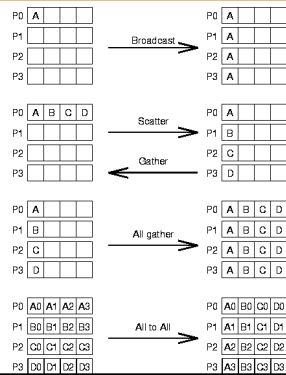 P0 A P0 A
P1 P1 A
Broadcast
P2 P2 A
P3 P3 A
P0 A B C D P0 A
Scatter
P1 P1 B
P2 P2 C
Gather
P3 P3 D
P0 A P0 A B C D
P1 B P1 A B C D
All gather
P2 C P2 A B C D
P3 D P3 A B C D
P0 A0 A1 A2 A3 P0 A0 B0 C0 D0
P1 B0 B1 B2 B3 P1 A1 B1 C1 D1
All to All
P2 C0 C1 C2 C3 P2 A2 B2 C2 D2
P3 D0 D1 D2 D3 P3 A3 B3 C3 D3